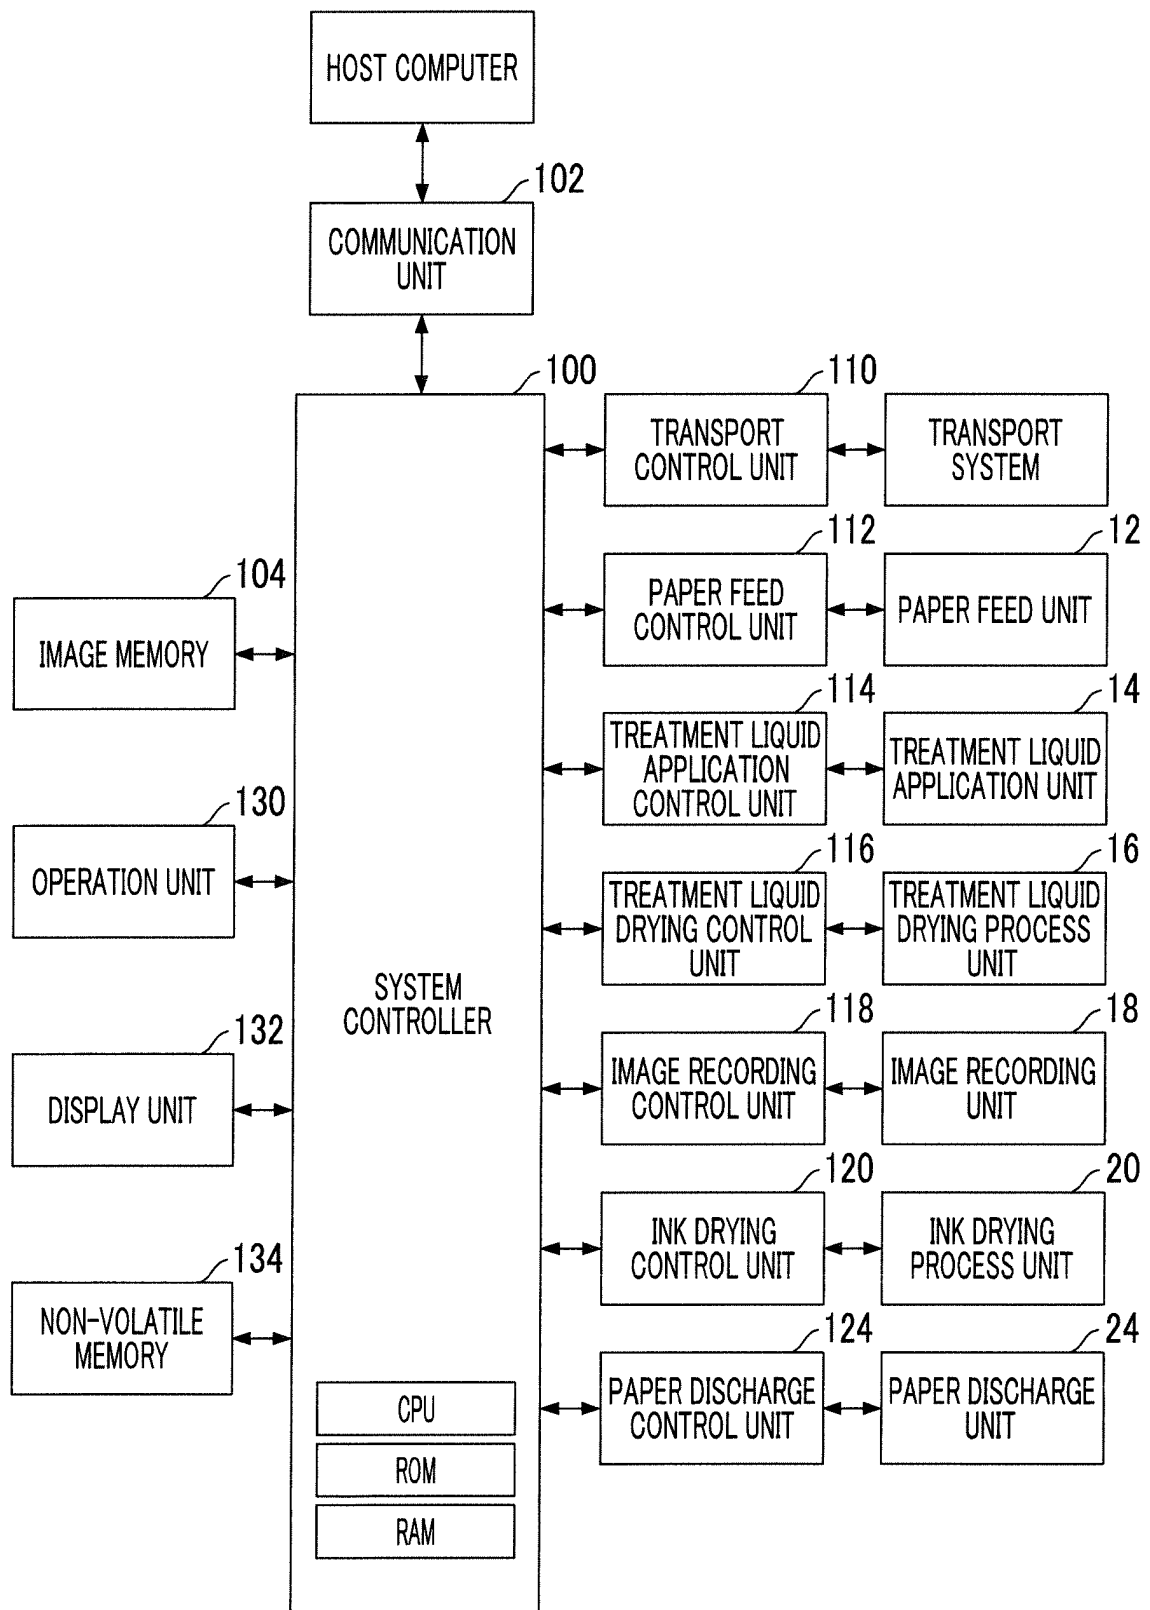 HOST COMPUTER
102
COMMUNICATION
UNIT
100
110
TRANSPORT
CONTROL UNIT
TRANSPORT
SYSTEM
112
PAPER FEED
CONTROL UNIT
12
PAPER FEED UNIT
104
IMAGE MEMORY
114
TREATMENT LIQUID
APPLICATION
CONTROL UNIT
14
TREATMENT LIQUID
APPLICATION UNIT
130
OPERATION UNIT
116
TREATMENT LIQUID
DRYING CONTROL
UNIT
16
TREATMENT LIQUID
DRYING PROCESS
UNIT
SYSTEM
CONTROLLER
132
DISPLAY UNIT
118
IMAGE RECORDING
CONTROL UNIT
18
IMAGE RECORDING
UNIT
120
INK DRYING
CONTROL UNIT
20
INK DRYING
PROCESS UNIT
134
NON-VOLATILE
MEMORY
124
PAPER DISCHARGE
CONTROL UNIT
24
PAPER DISCHARGE
UNIT
CPU
ROM
RAM